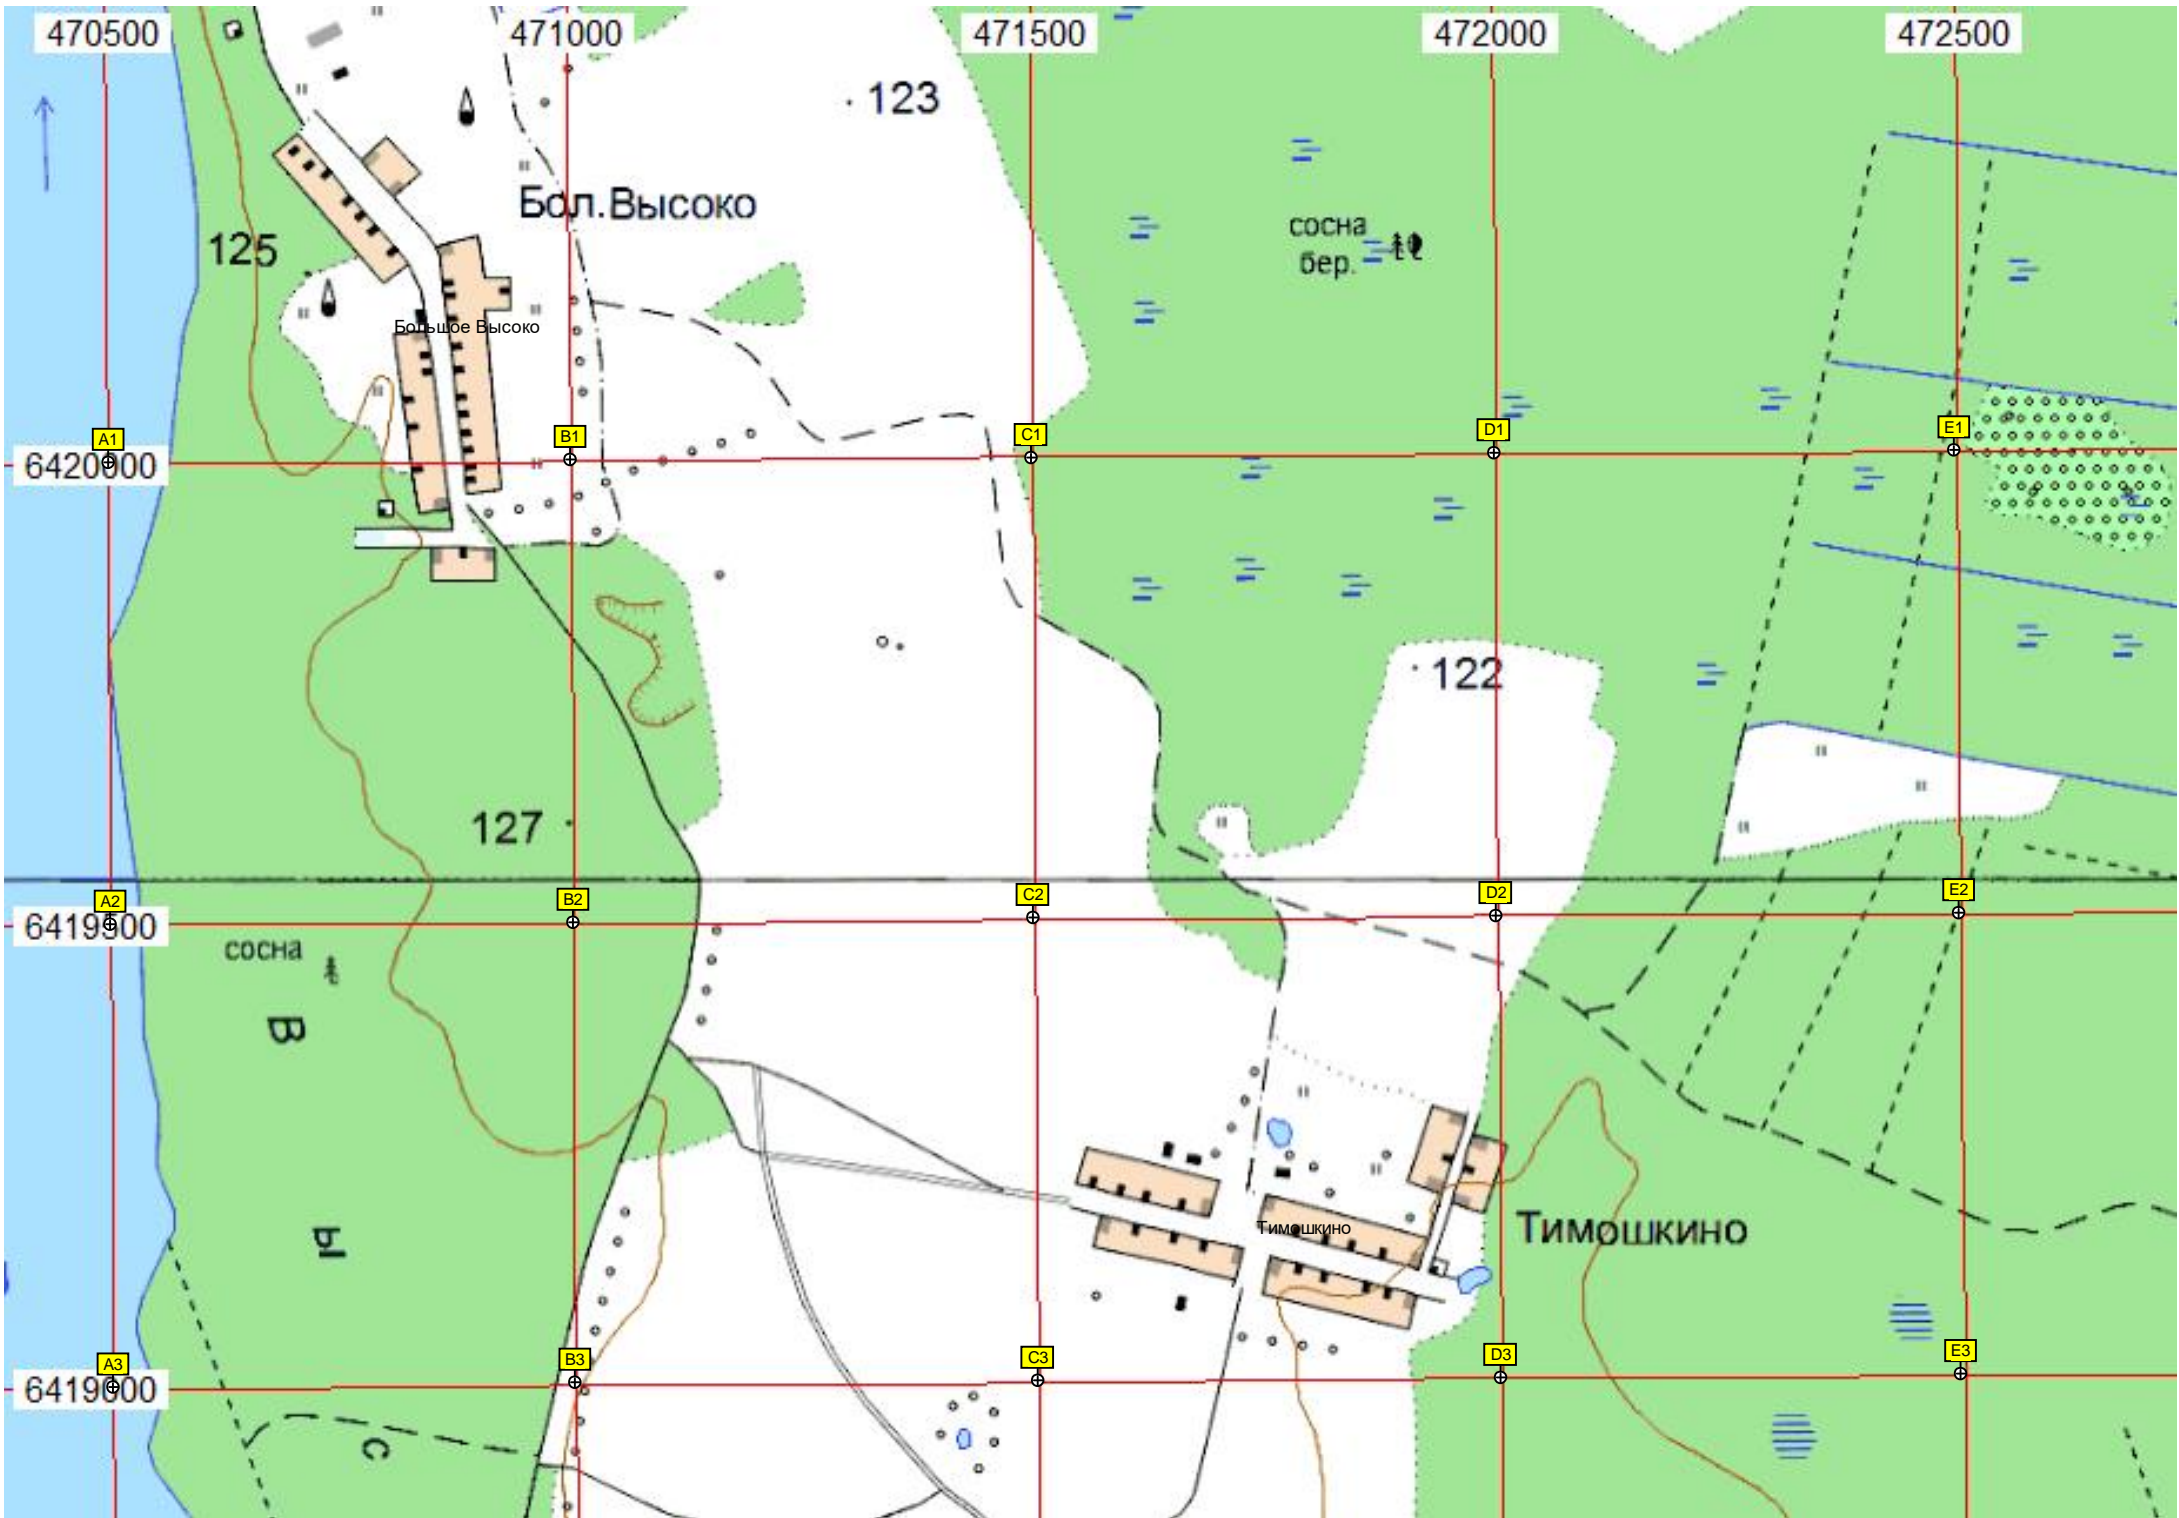 470500 471000 471500 472000 472500
123
Бол.Высоко
125
сосна
бер.
Большое Высоко
A1 B1 C1 D1 E1
6420000
122
127
A2 B2 C2 D2 E2
6419500
сосна
В
ы
с
Тимошкино
Тимошкино
A3 B3 C3 D3 E3
6419000